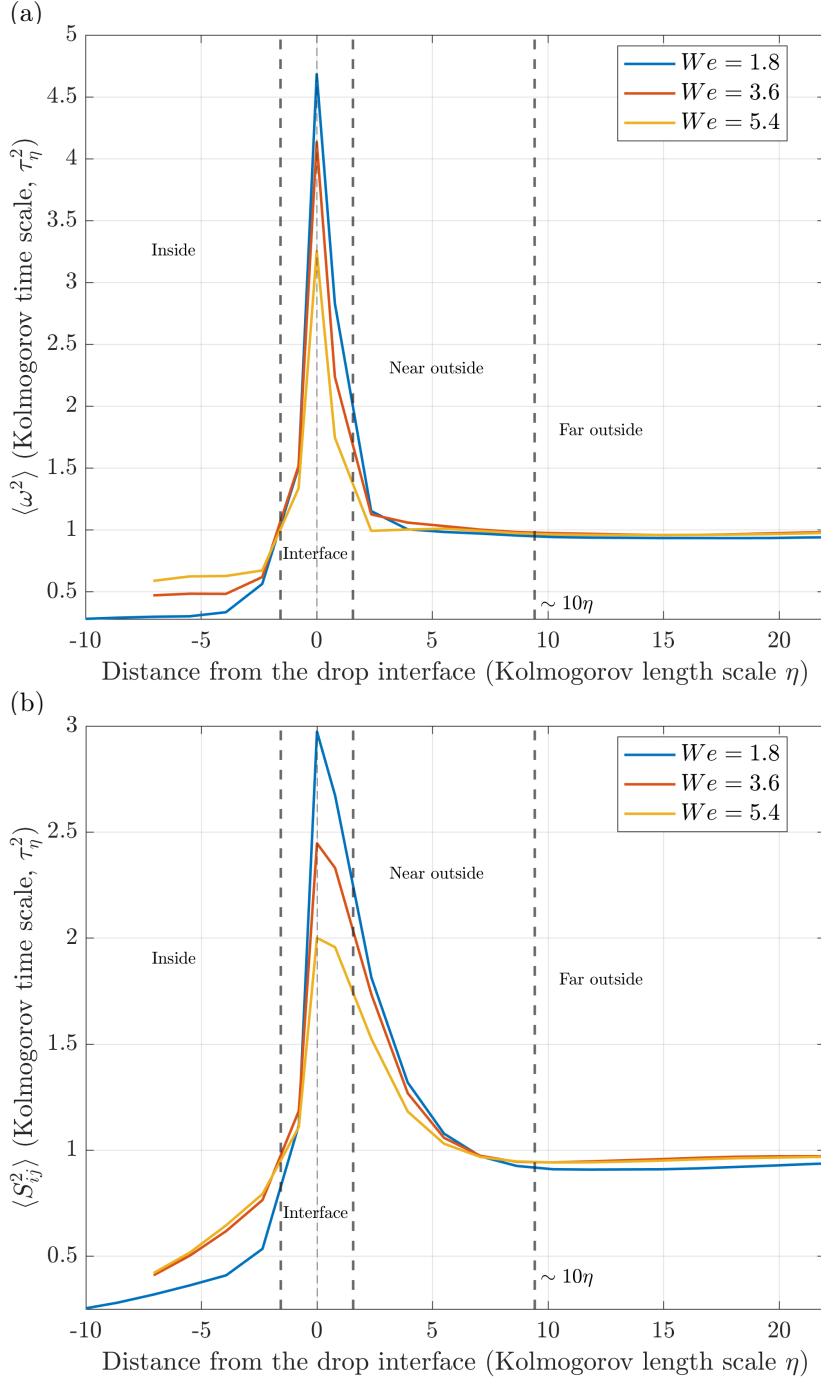 (a)
5
4.5
4
3.5
3
2.5
2
1.5
1
0.5
⟨ω²⟩ (Kolmogorov time scale, τ²_η)
We = 1.8
We = 3.6
We = 5.4
Inside
Near outside
Far outside
Interface
~ 10η
-10 -5 0 5 10 15 20
Distance from the drop interface (Kolmogorov length scale η)
(b)
3
2.5
2
1.5
1
0.5
⟨S²_ij⟩ (Kolmogorov time scale, τ²_η)
We = 1.8
We = 3.6
We = 5.4
Near outside
Inside
Far outside
Interface
~ 10η
-10 -5 0 5 10 15 20
Distance from the drop interface (Kolmogorov length scale η)